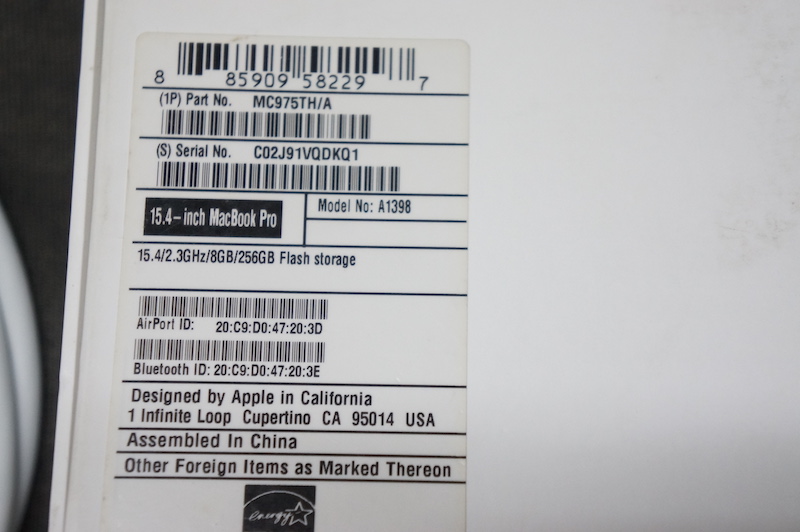 8 85909 58229 7
(1P) Part No. MC975TH/A
(S) Serial No. C02J91VQDKQ1
15.4-inch MacBook Pro
Model No: A1398
15.4/2.3GHz/8GB/256GB Flash storage
AirPort ID: 20:C9:D0:47:20:3D
Bluetooth ID: 20:C9:D0:47:20:3E
Designed by Apple in California
1 Infinite Loop Cupertino CA 95014 USA
Assembled In China
Other Foreign Items as Marked Thereon
energy